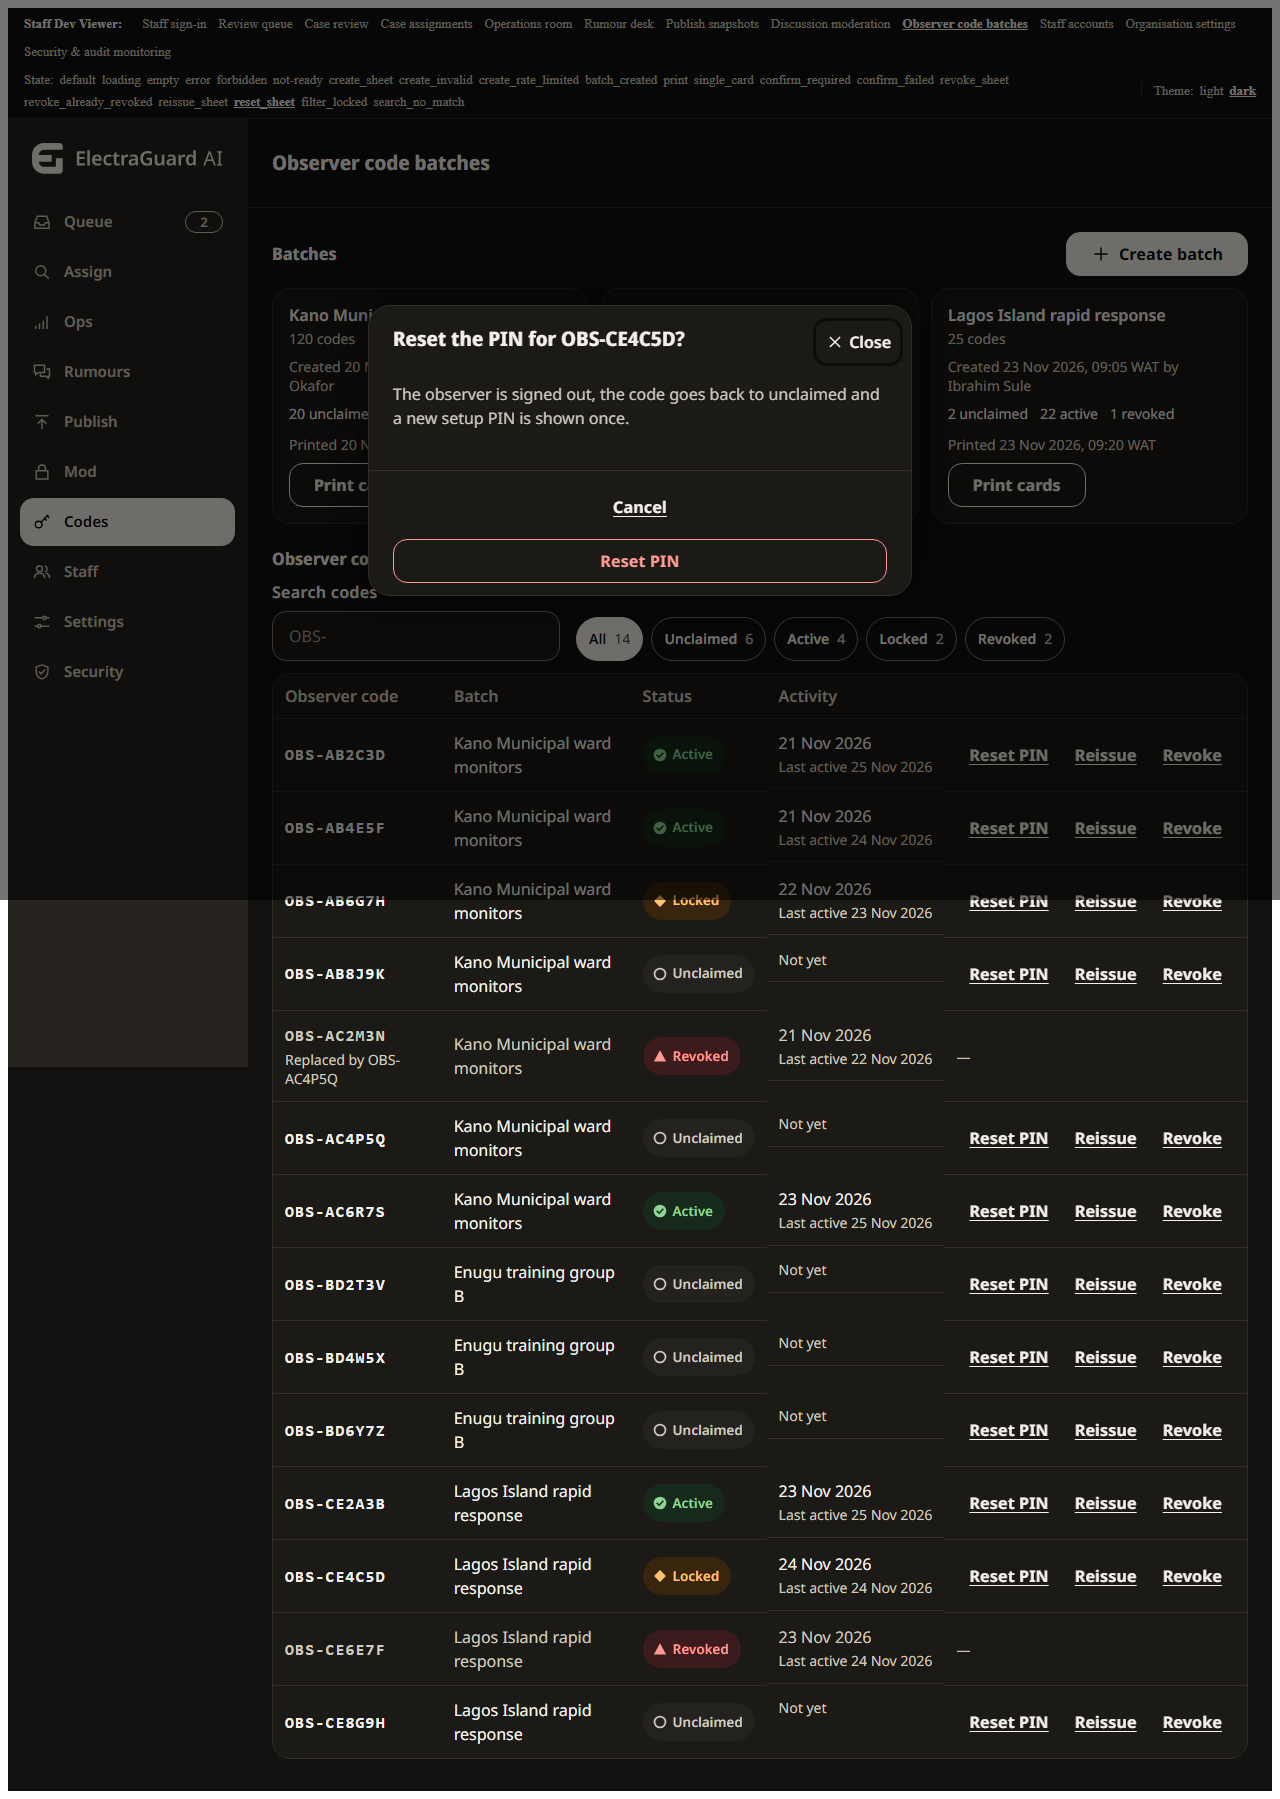 Staff Dev Viewer: Staff sign-in Review queue Case review Case assignments Operations room Rumour desk Publish snapshots Discussion moderation Observer code batches Staff accounts Organisation settings
Security & audit monitoring
State: default loading empty error forbidden not-ready create_sheet create_invalid create_rate_limited batch_created print single_card confirm_required confirm_failed revoke_sheet
revoke_already_revoked reissue_sheet reset_sheet filter_locked search_no_match
Theme: light dark
ElectraGuard AI
Queue 2
Assign
Ops
Rumours
Publish
Mod
Codes
Staff
Settings
Security
Observer code batches
Batches
Create batch
Kano Muni
120 codes
Created 20 N
Okafor
20 unclaime
Printed 20 N
Print ca
Lagos Island rapid response
25 codes
Created 23 Nov 2026, 09:05 WAT by
Ibrahim Sule
2 unclaimed 22 active 1 revoked
Printed 23 Nov 2026, 09:20 WAT
Print cards
Reset the PIN for OBS-CE4C5D?
Close
The observer is signed out, the code goes back to unclaimed and
a new setup PIN is shown once.
Cancel
Reset PIN
Observer co
Search codes
OBS-
All 14
Unclaimed 6
Active 4
Locked 2
Revoked 2
Observer code Batch Status Activity
OBS-AB2C3D
Kano Municipal ward
monitors
Active
21 Nov 2026
Last active 25 Nov 2026
Reset PIN Reissue Revoke
OBS-AB4E5F
Kano Municipal ward
monitors
Active
21 Nov 2026
Last active 24 Nov 2026
Reset PIN Reissue Revoke
OBS-AB6G7H
Kano Municipal ward
monitors
Locked
22 Nov 2026
Last active 23 Nov 2026
Reset PIN Reissue Revoke
OBS-AB8J9K
Kano Municipal ward
monitors
Unclaimed
Not yet
Reset PIN Reissue Revoke
OBS-AC2M3N
Replaced by OBS-
AC4P5Q
Kano Municipal ward
monitors
Revoked
21 Nov 2026
Last active 22 Nov 2026
—
OBS-AC4P5Q
Kano Municipal ward
monitors
Unclaimed
Not yet
Reset PIN Reissue Revoke
OBS-AC6R7S
Kano Municipal ward
monitors
Active
23 Nov 2026
Last active 25 Nov 2026
Reset PIN Reissue Revoke
OBS-BD2T3V
Enugu training group
B
Unclaimed
Not yet
Reset PIN Reissue Revoke
OBS-BD4W5X
Enugu training group
B
Unclaimed
Not yet
Reset PIN Reissue Revoke
OBS-BD6Y7Z
Enugu training group
B
Unclaimed
Not yet
Reset PIN Reissue Revoke
OBS-CE2A3B
Lagos Island rapid
response
Active
23 Nov 2026
Last active 25 Nov 2026
Reset PIN Reissue Revoke
OBS-CE4C5D
Lagos Island rapid
response
Locked
24 Nov 2026
Last active 24 Nov 2026
Reset PIN Reissue Revoke
OBS-CE6E7F
Lagos Island rapid
response
Revoked
23 Nov 2026
Last active 24 Nov 2026
—
OBS-CE8G9H
Lagos Island rapid
response
Unclaimed
Not yet
Reset PIN Reissue Revoke